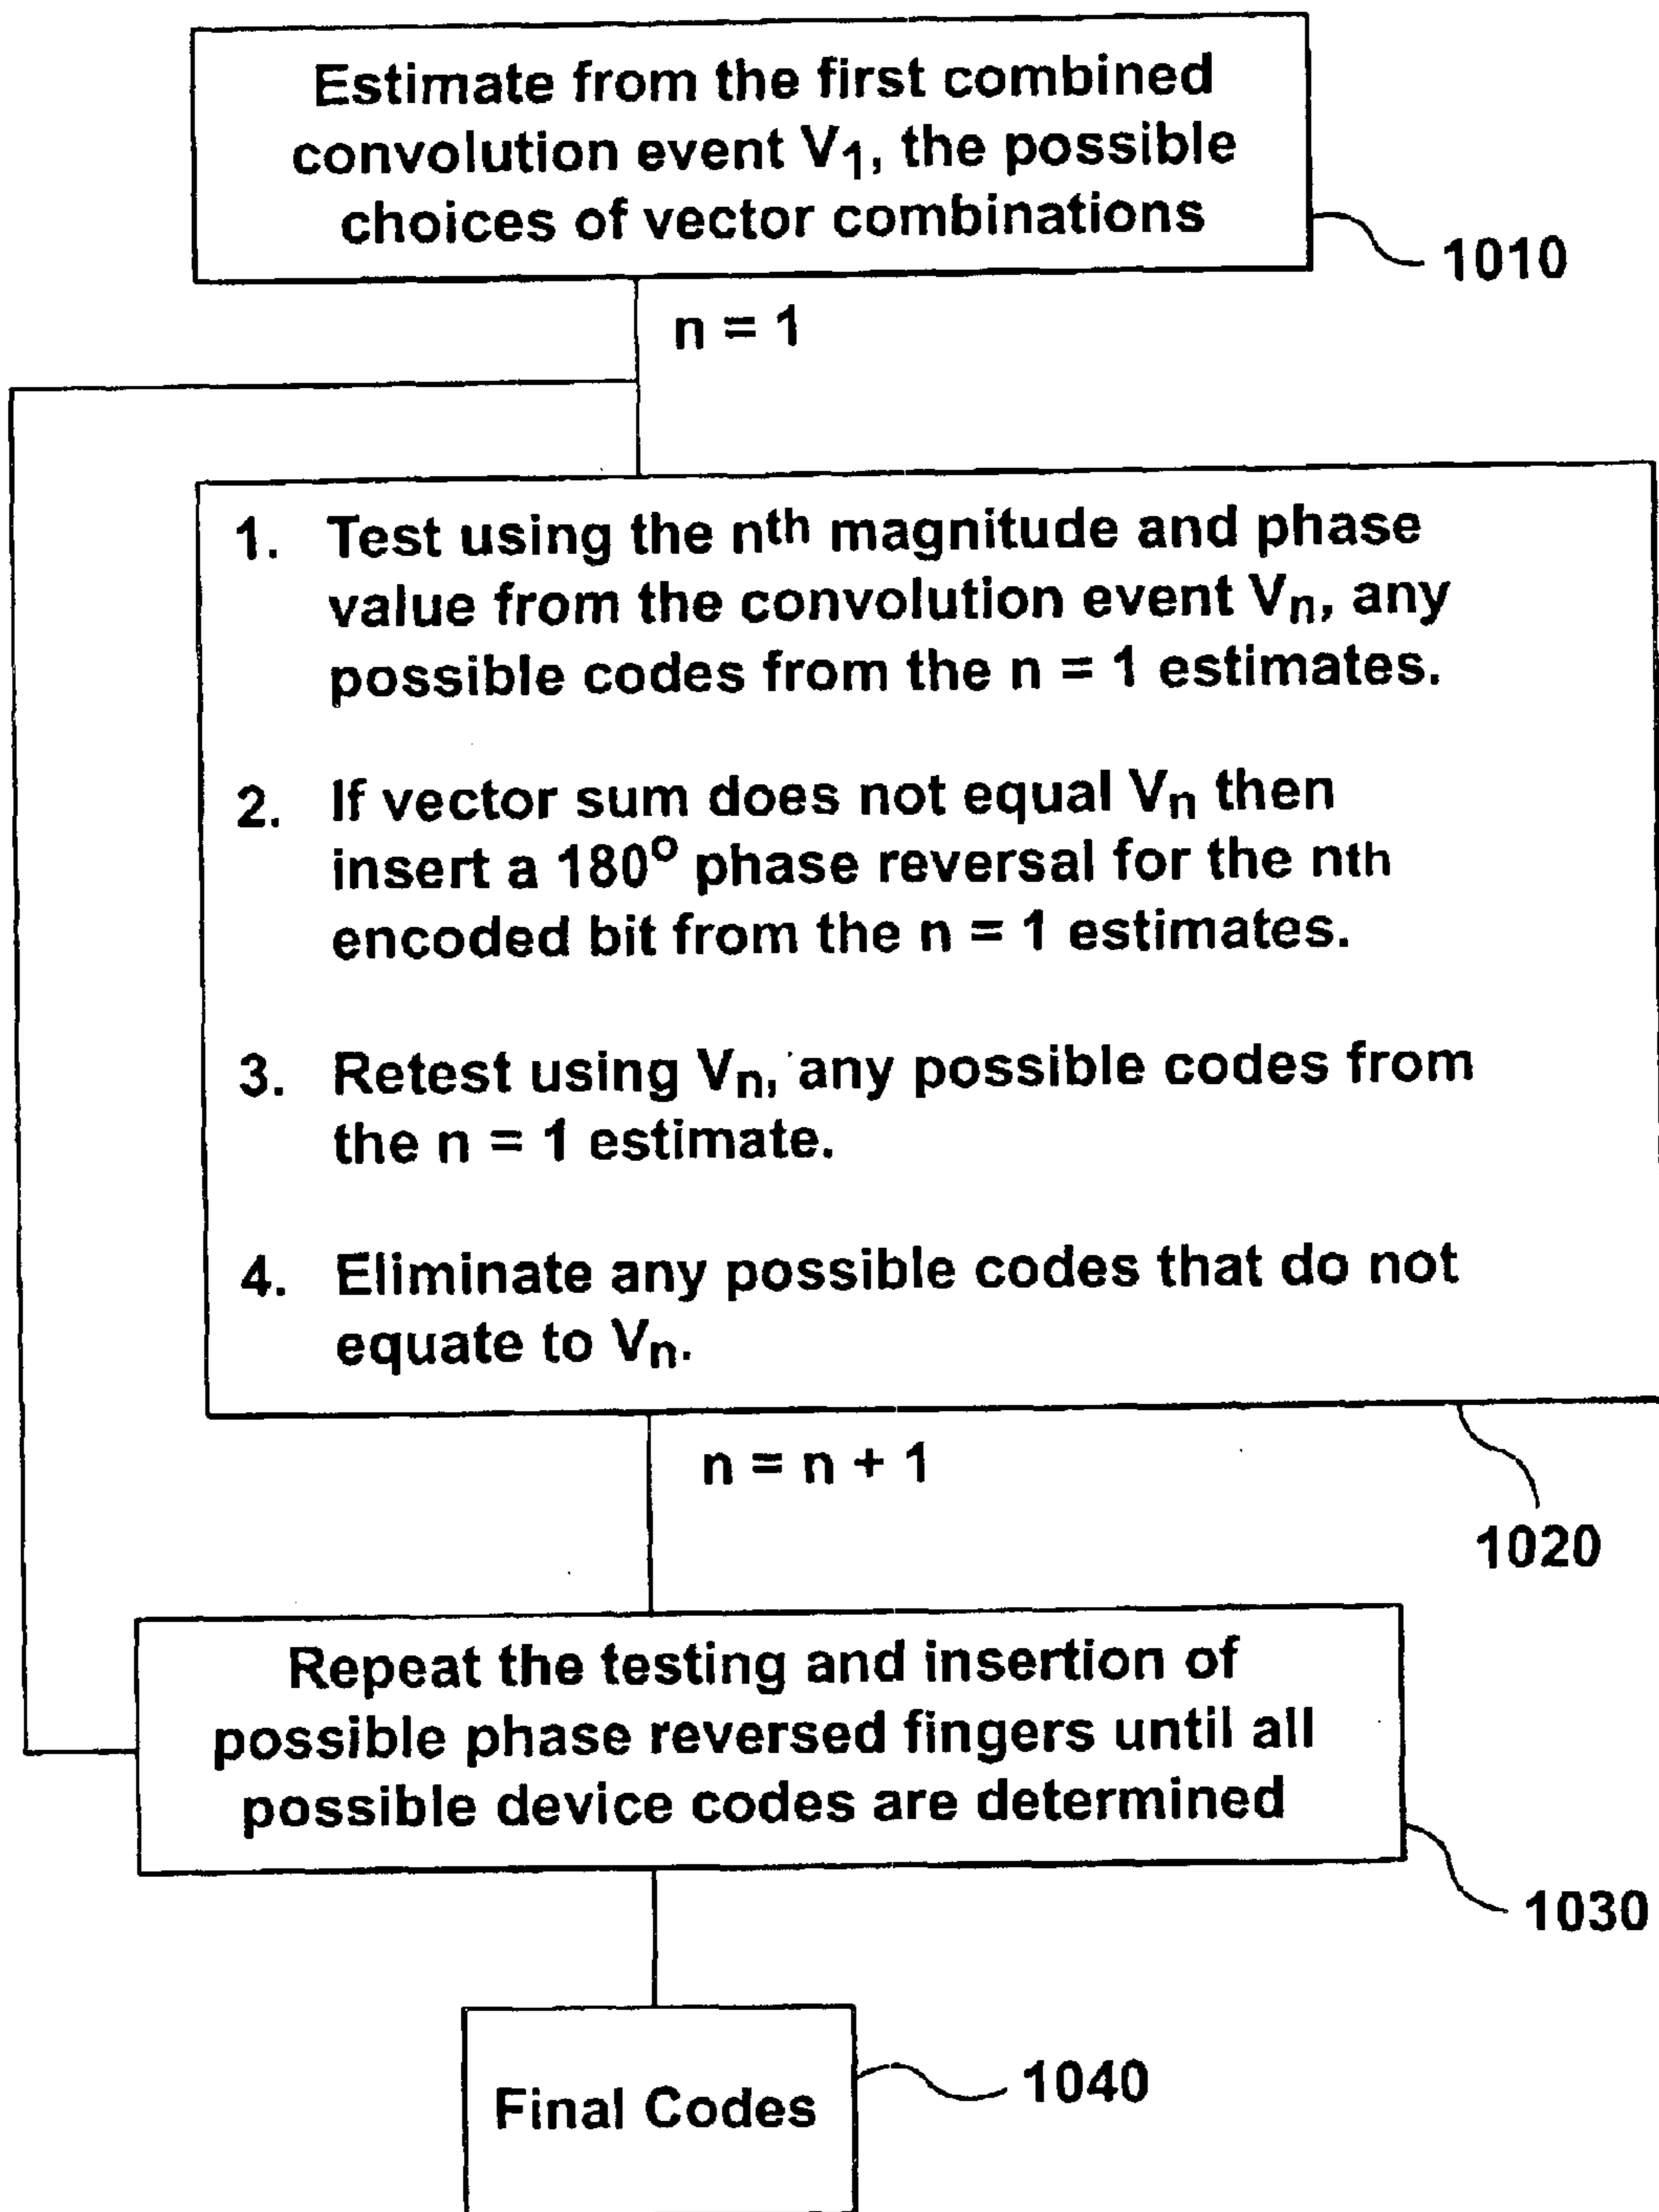 Estimate from the first combined
convolution event V1, the possible
choices of vector combinations
1010
n = 1
1. Test using the nth magnitude and phase
value from the convolution event Vn, any
possible codes from the n = 1 estimates.
2. If vector sum does not equal Vn then
insert a 180º phase reversal for the nth
encoded bit from the n = 1 estimates.
3. Retest using Vn, any possible codes from
the n = 1 estimate.
4. Eliminate any possible codes that do not
equate to Vn.
n = n + 1
1020
Repeat the testing and insertion of
possible phase reversed fingers until all
possible device codes are determined
1030
Final Codes
1040